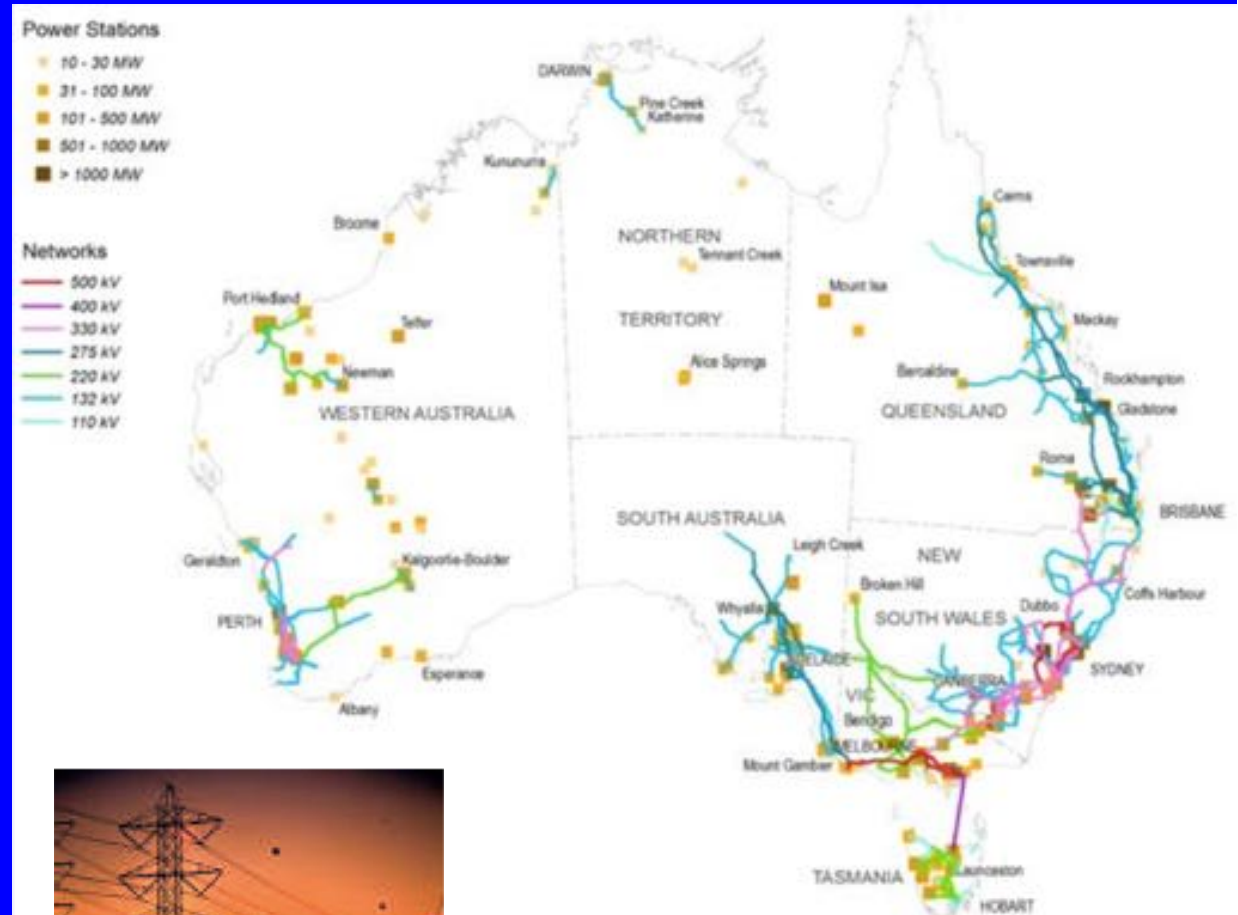 Power Stations
10 - 30 MW
31 - 100 MW
101 - 500 MW
501 - 1000 MW
> 1000 MW
Networks
500 kV
400 kV
330 kV
275 kV
220 kV
132 kV
110 kV
DARWIN
Pine Creek
Katherine
Kununurra
Broome
NORTHERN
Tennant Creek
TERRITORY
Alice Springs
Cairns
Townsville
Mount Isa
Mackay
Port Hedland
Telfer
Newman
WESTERN AUSTRALIA
Barcaldine
Rockhampton
QUEENSLAND
Gladstone
Roma
BRISBANE
SOUTH AUSTRALIA
Leigh Creek
NEW
Geraldton
Kalgoorlie-Boulder
Broken Hill
Coffs Harbour
PERTH
Whyalla
SOUTH WALES
Dubbo
Esperance
ADELAIDE
SYDNEY
CANBERRA
Albany
VIC
Bendigo
MELBOURNE
Mount Gambier
TASMANIA
Launceston
HOBART